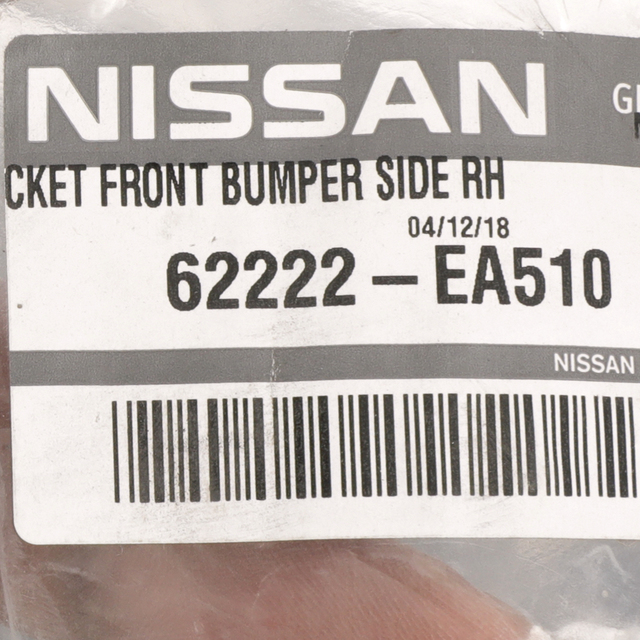 NISSAN
CKET FRONT BUMPER SIDE RH
04/12/18
62222-EA510
NISSAN